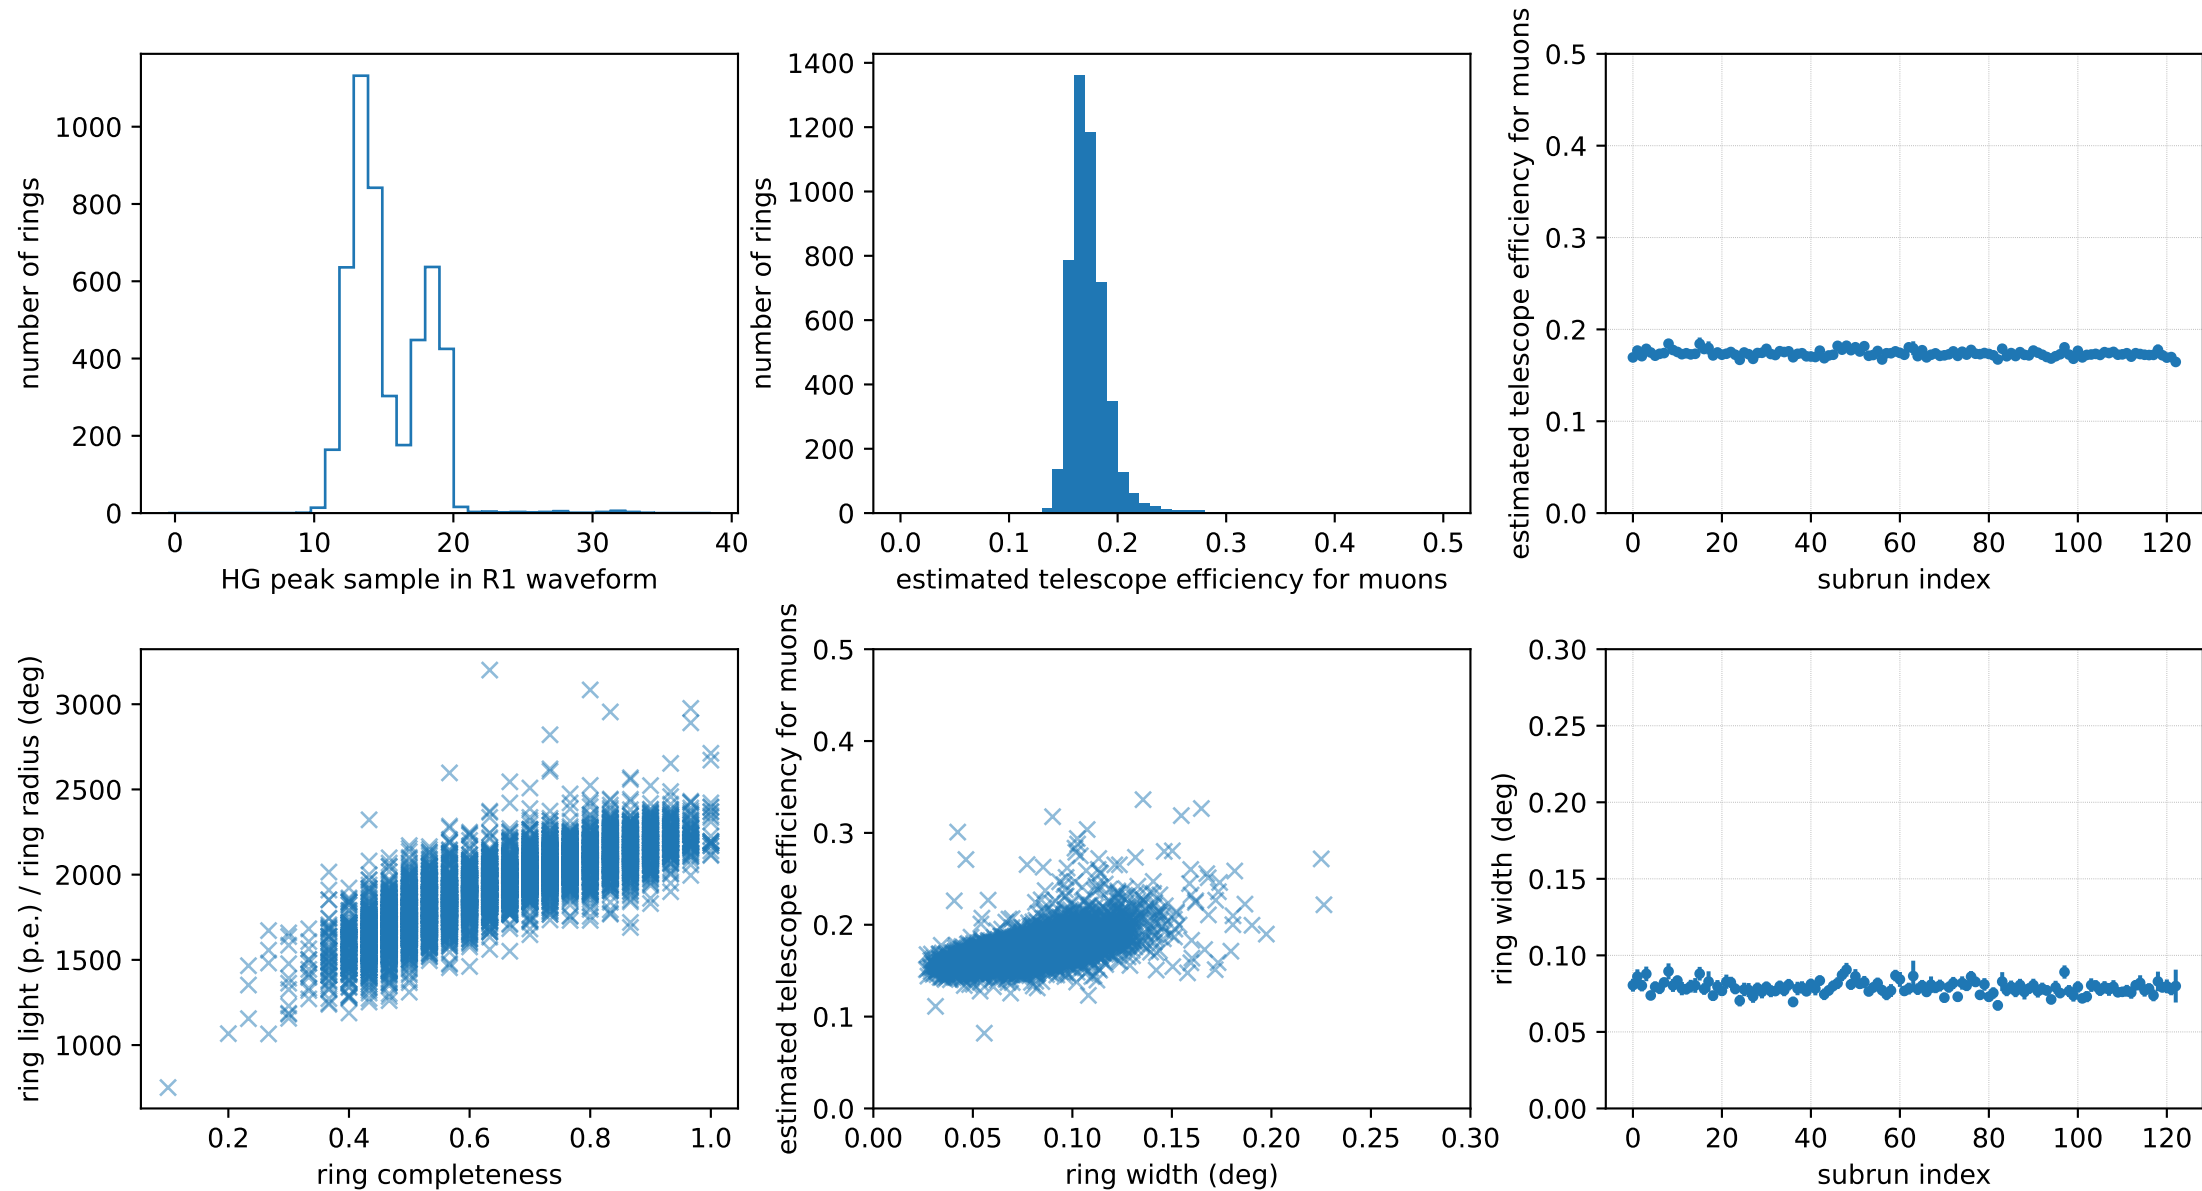 number of rings
1000
800
600
400
200
0
0 10 20 30 40
HG peak sample in R1 waveform
number of rings
1400
1200
1000
800
600
400
200
0
0.0 0.1 0.2 0.3 0.4 0.5
estimated telescope efficiency for muons
estimated telescope efficiency for muons
0.5
0.4
0.3
0.2
0.1
0.0
0 20 40 60 80 100 120
subrun index
ring light (p.e.) / ring radius (deg)
3000
2500
2000
1500
1000
0.2 0.4 0.6 0.8 1.0
ring completeness
estimated telescope efficiency for muons
0.5
0.4
0.3
0.2
0.1
0.0
0.00 0.05 0.10 0.15 0.20 0.25 0.30
ring width (deg)
ring width (deg)
0.30
0.25
0.20
0.15
0.10
0.05
0.00
0 20 40 60 80 100 120
subrun index